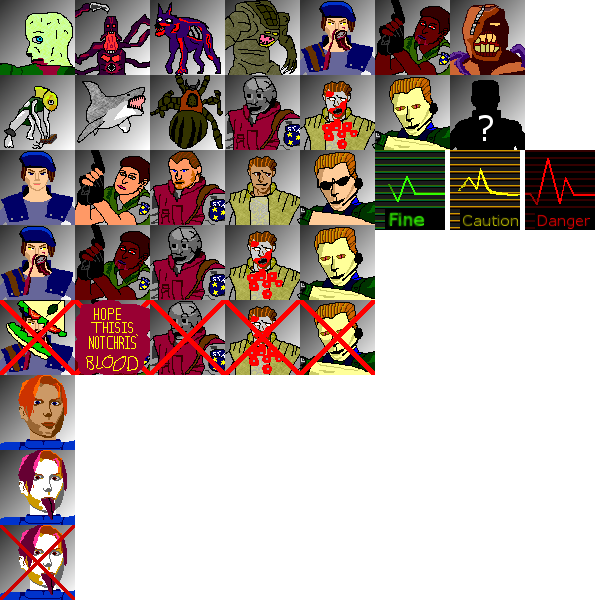 ?
Fine
Caution
Danger
HOPE
THIS IS
NOT CHRIS'
BLOOD